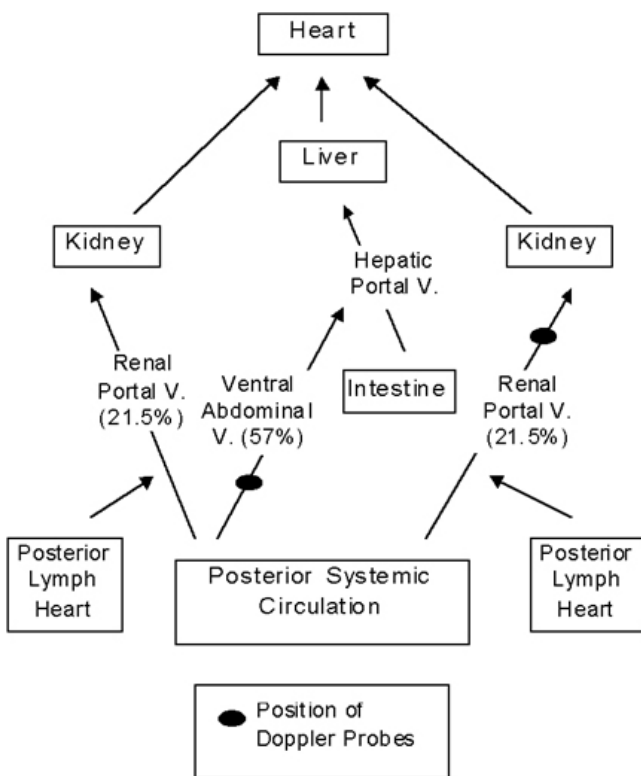 Heart
Liver
Kidney
Kidney
Hepatic
Portal V.
Renal
Portal V.
(21.5%)
Ventral
Abdominal
V. (57%)
Intestine
Renal
Portal V.
(21.5%)
Posterior
Lymph
Heart
Posterior Systemic
Circulation
Posterior
Lymph
Heart
Position of
Doppler Probes